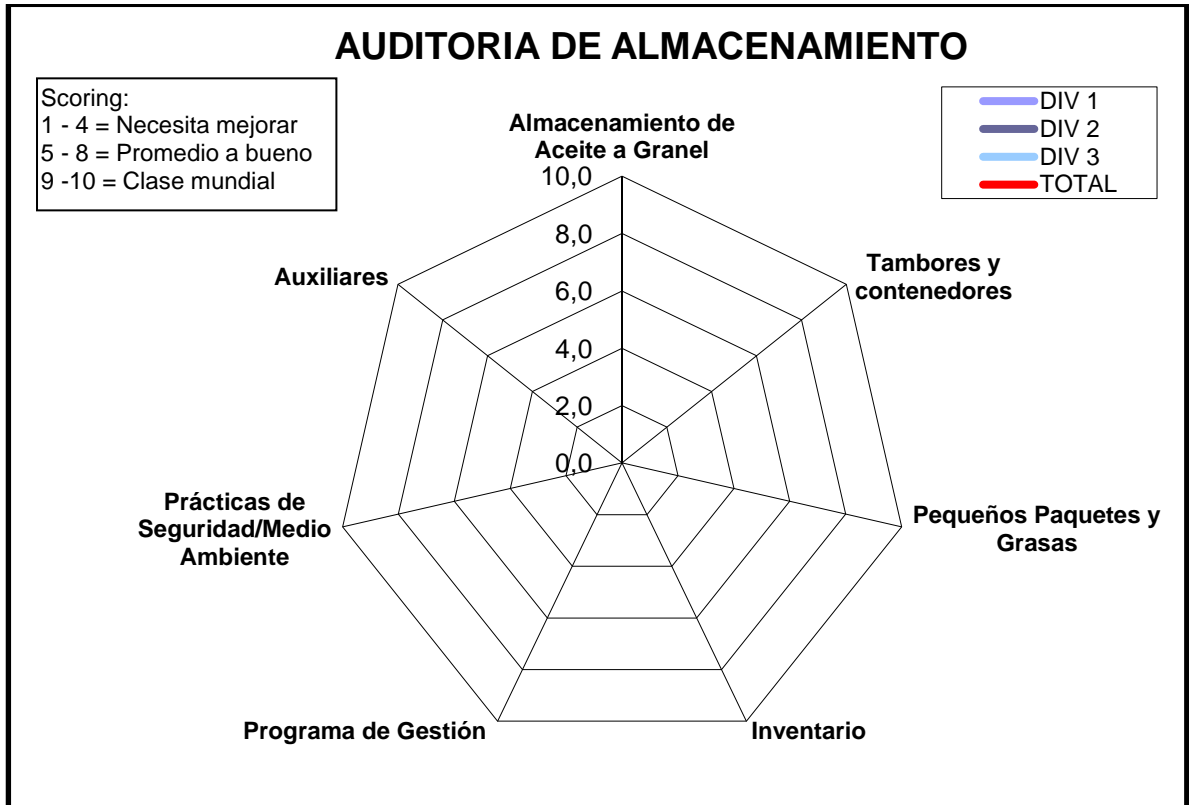 AUDITORIA DE ALMACENAMIENTO
Scoring:
1 - 4 = Necesita mejorar
5 - 8 = Promedio a bueno
9 -10 = Clase mundial
DIV 1
DIV 2
DIV 3
TOTAL
Almacenamiento de
Aceite a Granel
10,0
8,0
6,0
4,0
2,0
0,0
Tambores y
contenedores
Pequeños Paquetes y
Grasas
Inventario
Programa de Gestión
Prácticas de
Seguridad/Medio
Ambiente
Auxiliares